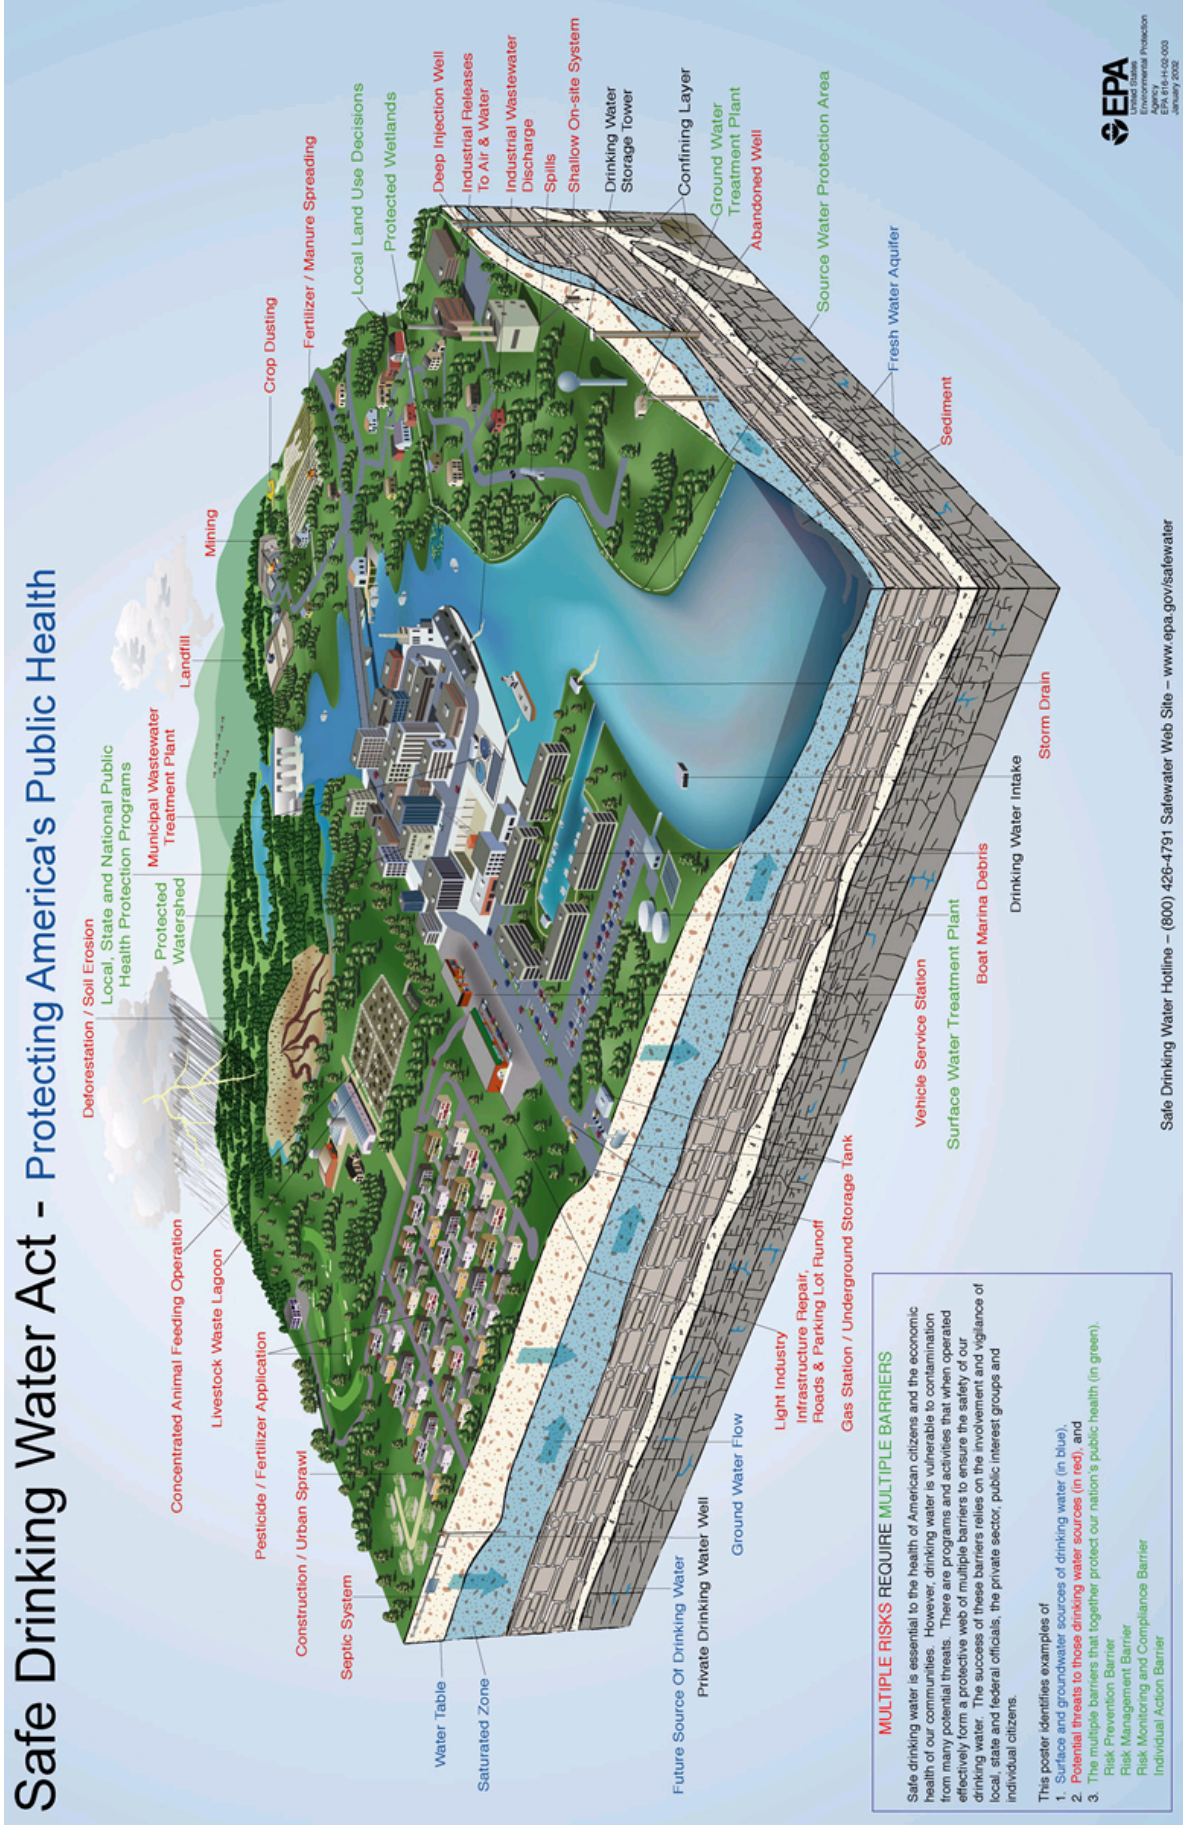 Safe Drinking Water Act - Protecting America's Public Health
Deforestation / Soil Erosion
Local, State and National Public
Health Protection Programs
Municipal Wastewater
Treatment Plant
Protected
Watershed
Landfill
Mining
Crop Dusting
Fertilizer / Manure Spreading
Local Land Use Decisions
Protected Wetlands
Deep Injection Well
Industrial Releases
To Air & Water
Industrial Wastewater
Discharge
Spills
Shallow On-site System
Drinking Water
Storage Tower
Confining Layer
Ground Water
Treatment Plant
Abandoned Well
Source Water Protection Area
Fresh Water Aquifer
Sediment
Concentrated Animal Feeding Operation
Livestock Waste Lagoon
Pesticide / Fertilizer Application
Construction / Urban Sprawl
Septic System
Water Table
Saturated Zone
Future Source Of Drinking Water
Private Drinking Water Well
Ground Water Flow
Light Industry
Infrastructure Repair,
Roads & Parking Lot Runoff
Gas Station / Underground Storage Tank
Vehicle Service Station
Surface Water Treatment Plant
Boat Marina Debris
Drinking Water Intake
Storm Drain
MULTIPLE RISKS REQUIRE MULTIPLE BARRIERS
Safe drinking water is essential to the health of American citizens and the economic
health of our communities. However, drinking water is vulnerable to contamination
from many potential threats. There are programs and activities that when operated
effectively form a protective web of multiple barriers to ensure the safety of our
drinking water. The success of these barriers relies on the involvement and vigilance of
local, state and federal officials, the private sector, public interest groups and
individual citizens.
This poster identifies examples of
1. Surface and groundwater sources of drinking water (in blue),
2. Potential threats to those drinking water sources (in red), and
3. The multiple barriers that together protect our nation's public health (in green).
Risk Prevention Barrier
Risk Management Barrier
Risk Monitoring and Compliance Barrier
Individual Action Barrier
Safe Drinking Water Hotline – (800) 426-4791 Safewater Web Site – www.epa.gov/safewater
EPA
United States
Environmental Protection
Agency
EPA 816-H-02-003
January 2002